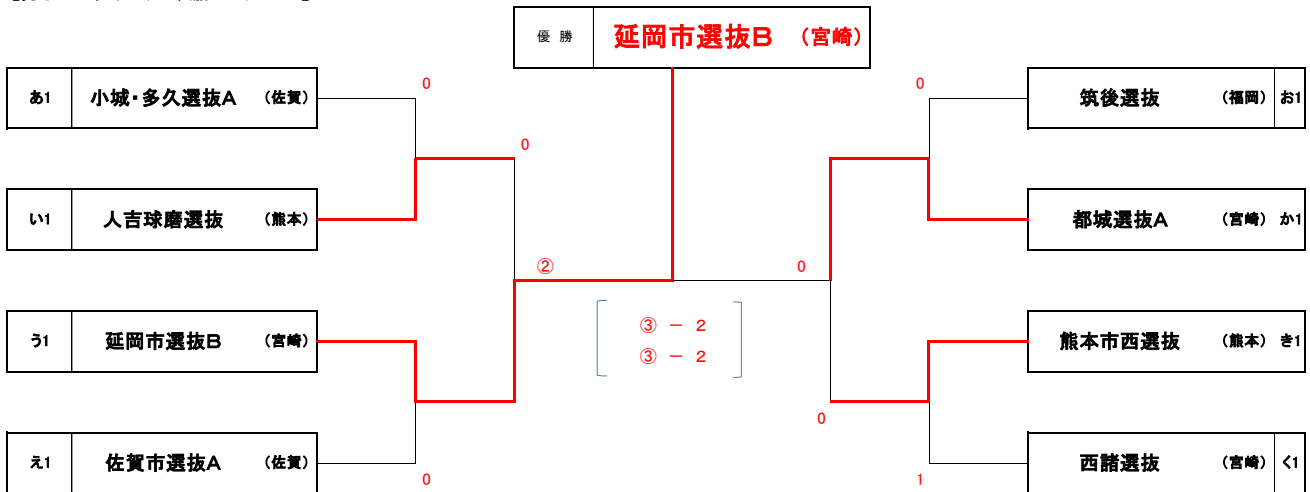 優 勝 延岡市選抜B (宮崎)
0 0
あ1 小城・多久選抜A (佐賀)
筑後選抜 (福岡) お1
0
い1 人吉球磨選抜 (熊本)
都城選抜A (宮崎) か1
② 0
う1 延岡市選抜B (宮崎)
③ － 2
熊本市西選抜 (熊本) き1
③ － 2
0
え1 佐賀市選抜A (佐賀)
西諸選抜 (宮崎) く1
0 1